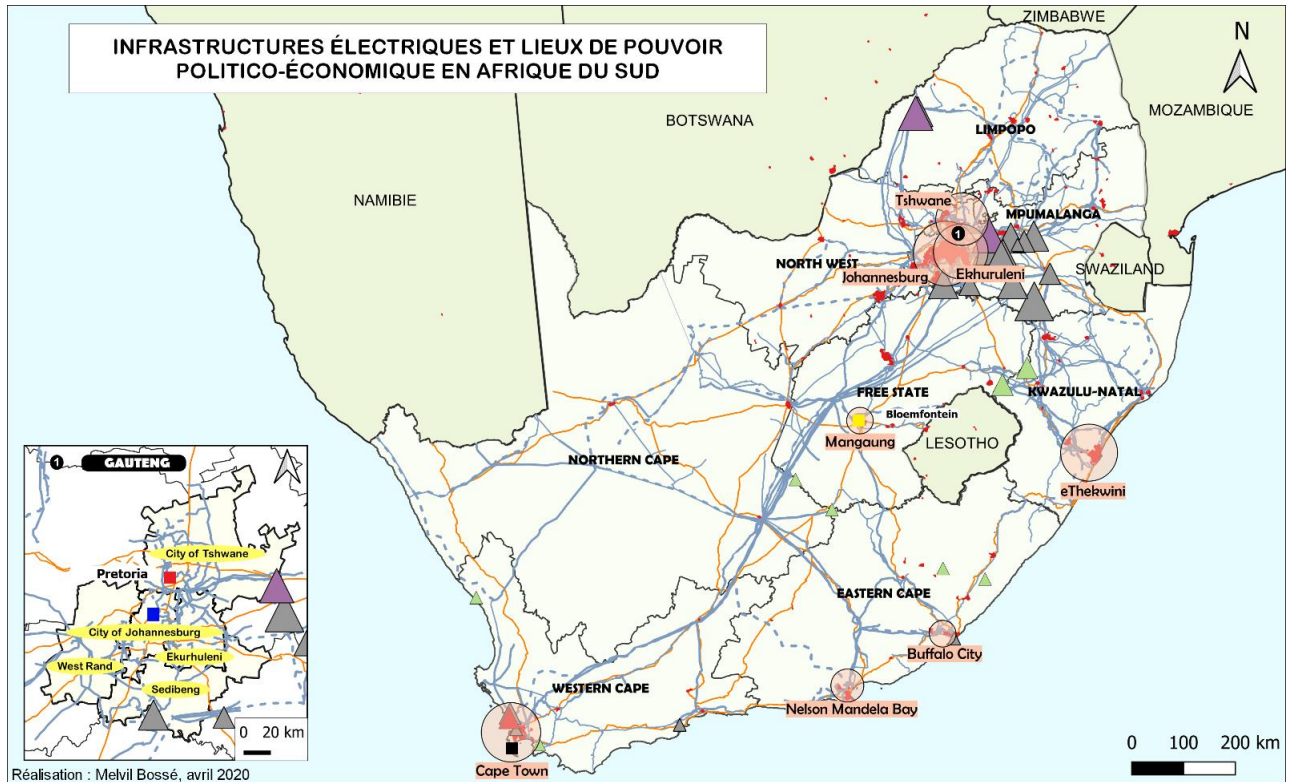 INFRASTRUCTURES ÉLECTRIQUES ET LIEUX DE POUVOIR
POLITICO-ÉCONOMIQUE EN AFRIQUE DU SUD
ZIMBABWE
N
MOZAMBIQUE
BOTSWANA
LIMPOPO
NAMIBIE
Tshwane
MPUMALANGA
1
NORTH WEST
SWAZILAND
Johannesburg
Ekhuruleni
FREE STATE
KWAZULU-NATAL
Bloemfontein
Mangaung
LESOTHO
NORTHERN CAPE
eThekwini
EASTERN CAPE
Buffalo City
WESTERN CAPE
Nelson Mandela Bay
Cape Town
0 100 200 km
1 GAUTENG
City of Tshwane
Pretoria
City of Johannesburg
Ekurhuleni
West Rand
Sedibeng
0 20 km
Réalisation : Melvil Bossé, avril 2020